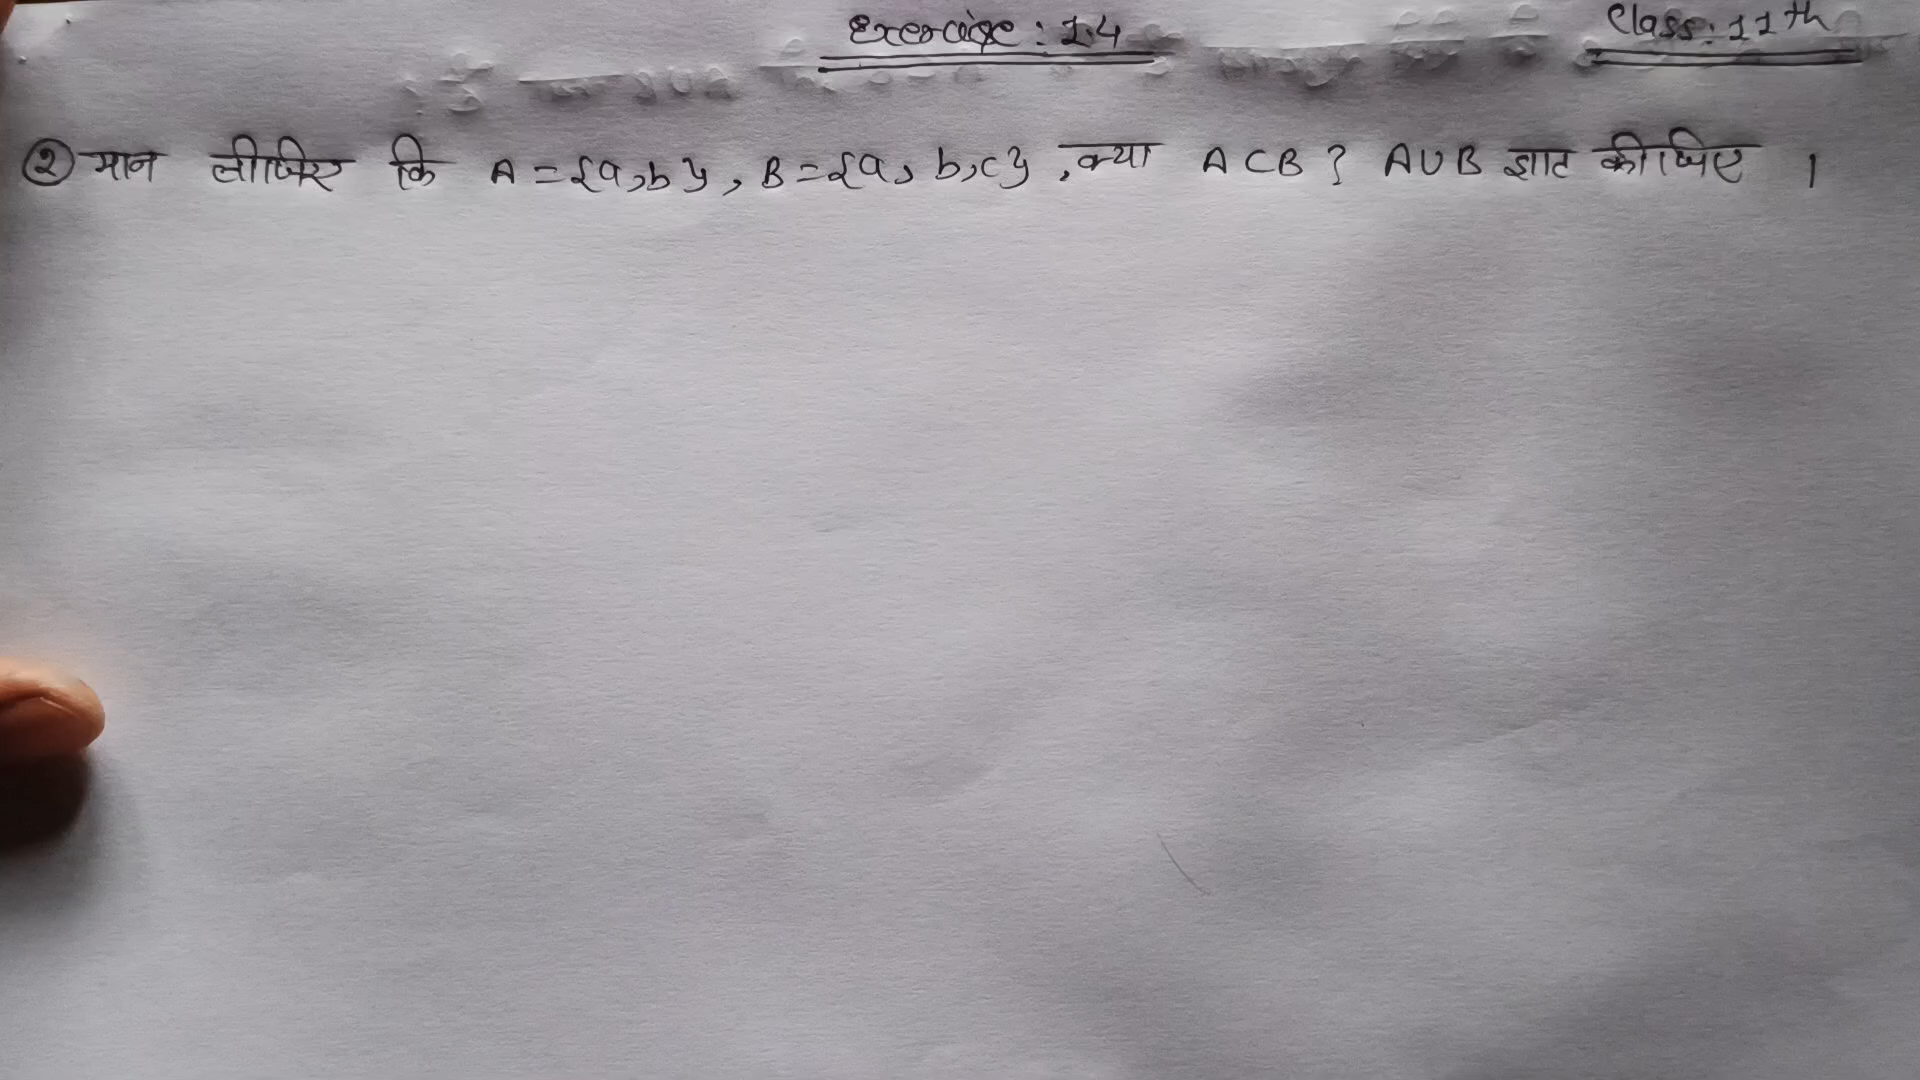 Exercise : 1.4
Class: 11th
② मान लीजिए कि A = {a, b}, B = {a, b, c}, क्या A ⊂ B ? A ∪ B ज्ञात कीजिए ।